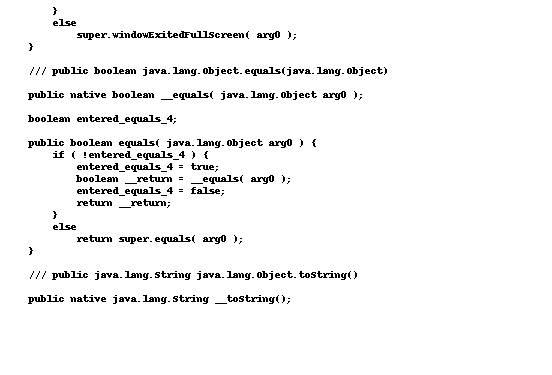 }
else
super.windowExitedFullScreen( arg0 );
}
/// public boolean java.lang.Object.equals(java.lang.Object)
public native boolean __equals( java.lang.Object arg0 );
boolean entered_equals_4;
public boolean equals( java.lang.Object arg0 ) {
if ( !entered_equals_4 ) {
entered_equals_4 = true;
boolean __return = __equals( arg0 );
entered_equals_4 = false;
return __return;
}
else
return super.equals( arg0 );
}
/// public java.lang.String java.lang.Object.toString()
public native java.lang.String __toString();